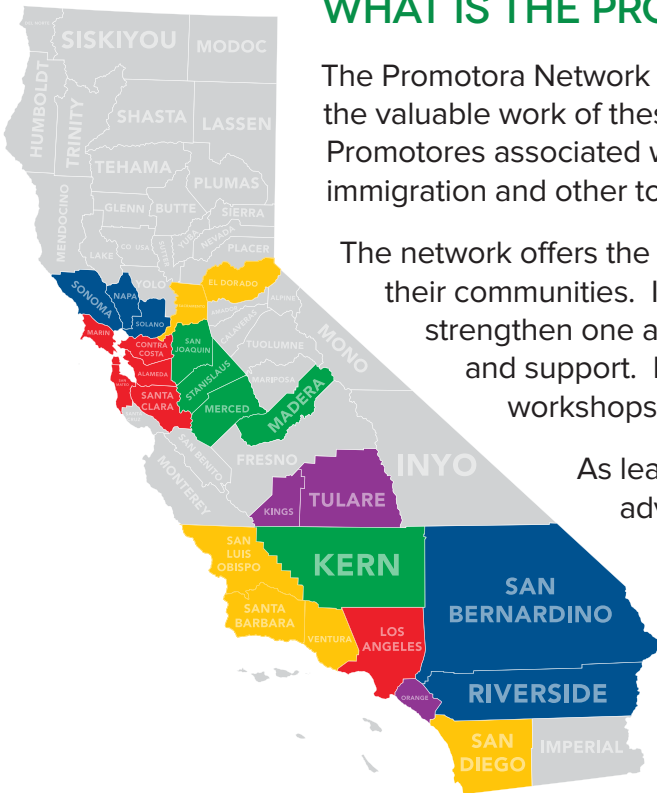 WHAT IS THE PRO
The Promotora Network
the valuable work of thes
Promotores associated w
immigration and other to
The network offers the
their communities. I
strengthen one a
and support. I
workshops
As lea
adv
SISKIYOU
MODOC
HUMBOLDT
TRINITY
SHASTA
LASSEN
TEHAMA
PLUMAS
MENDOCINO
GLENN
BUTTE
SIERRA
LAKE
YUBA
NEVADA
PLACER
SONOMA
NAPA
YOLO
EL DORADO
ALPINE
SOLANO
MARIN
CONTRA
COSTA
SAN
JOAQUIN
CALAVERAS
TUOLUMNE
MONO
ALAMEDA
STANISLAUS
MARIPOSA
SANTA
CLARA
MERCED
MADERA
SAN BENITO
MONTEREY
FRESNO
INYO
KINGS
TULARE
SAN
LUIS
OBISPO
KERN
SAN
BERNARDINO
SANTA
BARBARA
VENTURA
LOS
ANGELES
ORANGE
RIVERSIDE
SAN
DIEGO
IMPERIAL